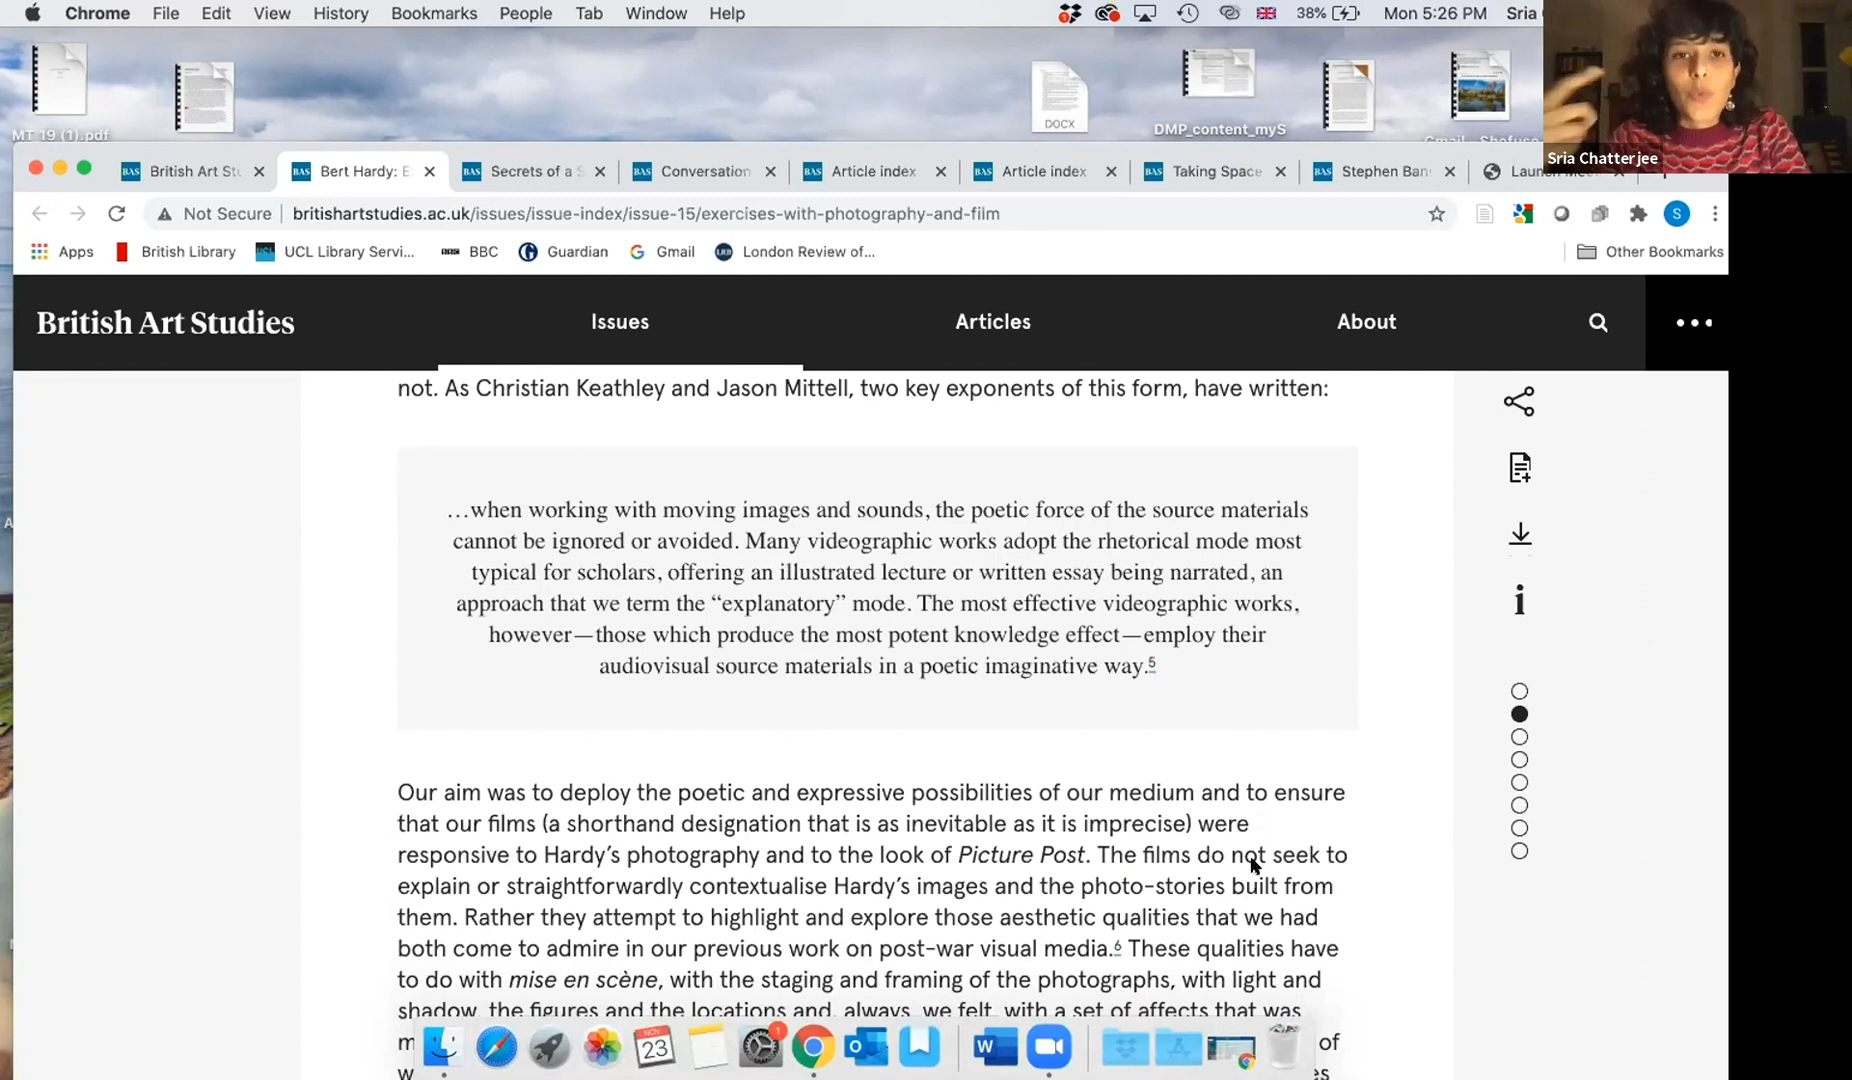 Chrome File Edit View History Bookmarks People Tab Window Help 38% Mon 5:26 PM Sria
DOCX
MT 19 (1).pdf DMP_content_myS
Sria Chatterjee
British Art Stu Bert Hardy: E Secrets of a S Conversation Article index Article index Taking Space Stephen Ban
Not Secure britishartstudies.ac.uk/issues/issue-index/issue-15/exercises-with-photography-and-film S
Apps British Library UCL Library Servi... BBC Guardian Gmail London Review of... Other Bookmarks
British Art Studies Issues Articles About
not. As Christian Keathley and Jason Mittell, two key exponents of this form, have written:
…when working with moving images and sounds, the poetic force of the source materials
cannot be ignored or avoided. Many videographic works adopt the rhetorical mode most
typical for scholars, offering an illustrated lecture or written essay being narrated, an
approach that we term the “explanatory” mode. The most effective videographic works,
however—those which produce the most potent knowledge effect—employ their
audiovisual source materials in a poetic imaginative way.5
Our aim was to deploy the poetic and expressive possibilities of our medium and to ensure
that our films (a shorthand designation that is as inevitable as it is imprecise) were
responsive to Hardy’s photography and to the look of Picture Post. The films do not seek to
explain or straightforwardly contextualise Hardy’s images and the photo-stories built from
them. Rather they attempt to highlight and explore those aesthetic qualities that we had
both come to admire in our previous work on post-war visual media.6 These qualities have
to do with mise en scène, with the staging and framing of the photographs, with light and
shadow, the figures and the locations and, always, we felt, with a set of affects that was
of
NOV
23
1